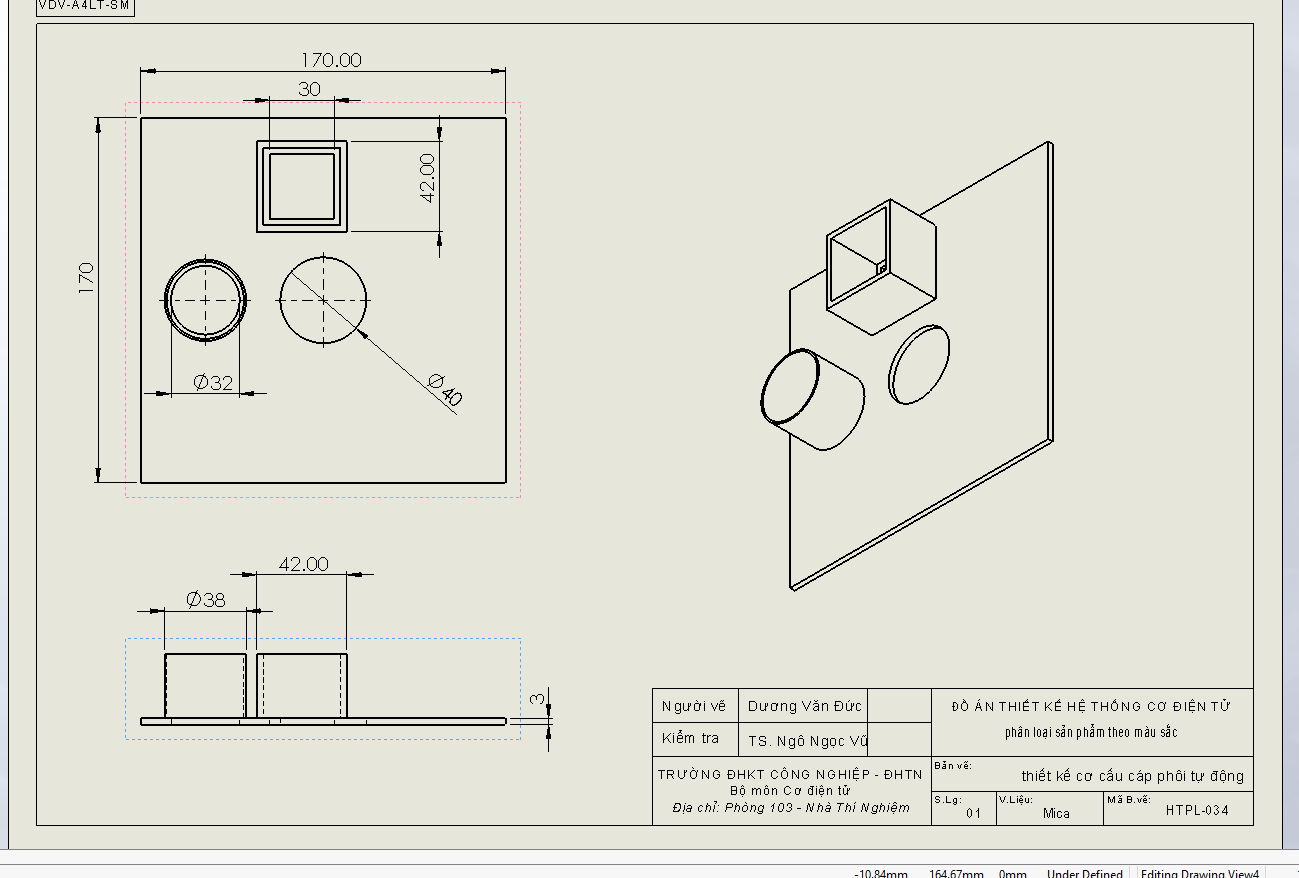 VDV-A4LT-SM
170.00
30
42.00
170
Ø32
Ø40
42.00
Ø38
3
Người vẽ
Dương Văn Đức
Kiểm tra
TS. Ngô Ngọc Vũ
ĐỒ ÁN THIẾT KẾ HỆ THỐNG CƠ ĐIỆN TỬ
phân loại sản phẩm theo màu sắc
TRƯỜNG ĐHKT CÔNG NGHIỆP - ĐHTN
Bộ môn Cơ điện tử
Địa chỉ: Phòng 103 - Nhà Thí Nghiệm
Bản vẽ:
thiết kế cơ cấu cáp phôi tự động
S.Lg:
01
V.Liệu:
Mica
Mã B.vẽ:
HTPL-034
-10.84mm 164.67mm 0mm Under Defined Editing Drawing View4